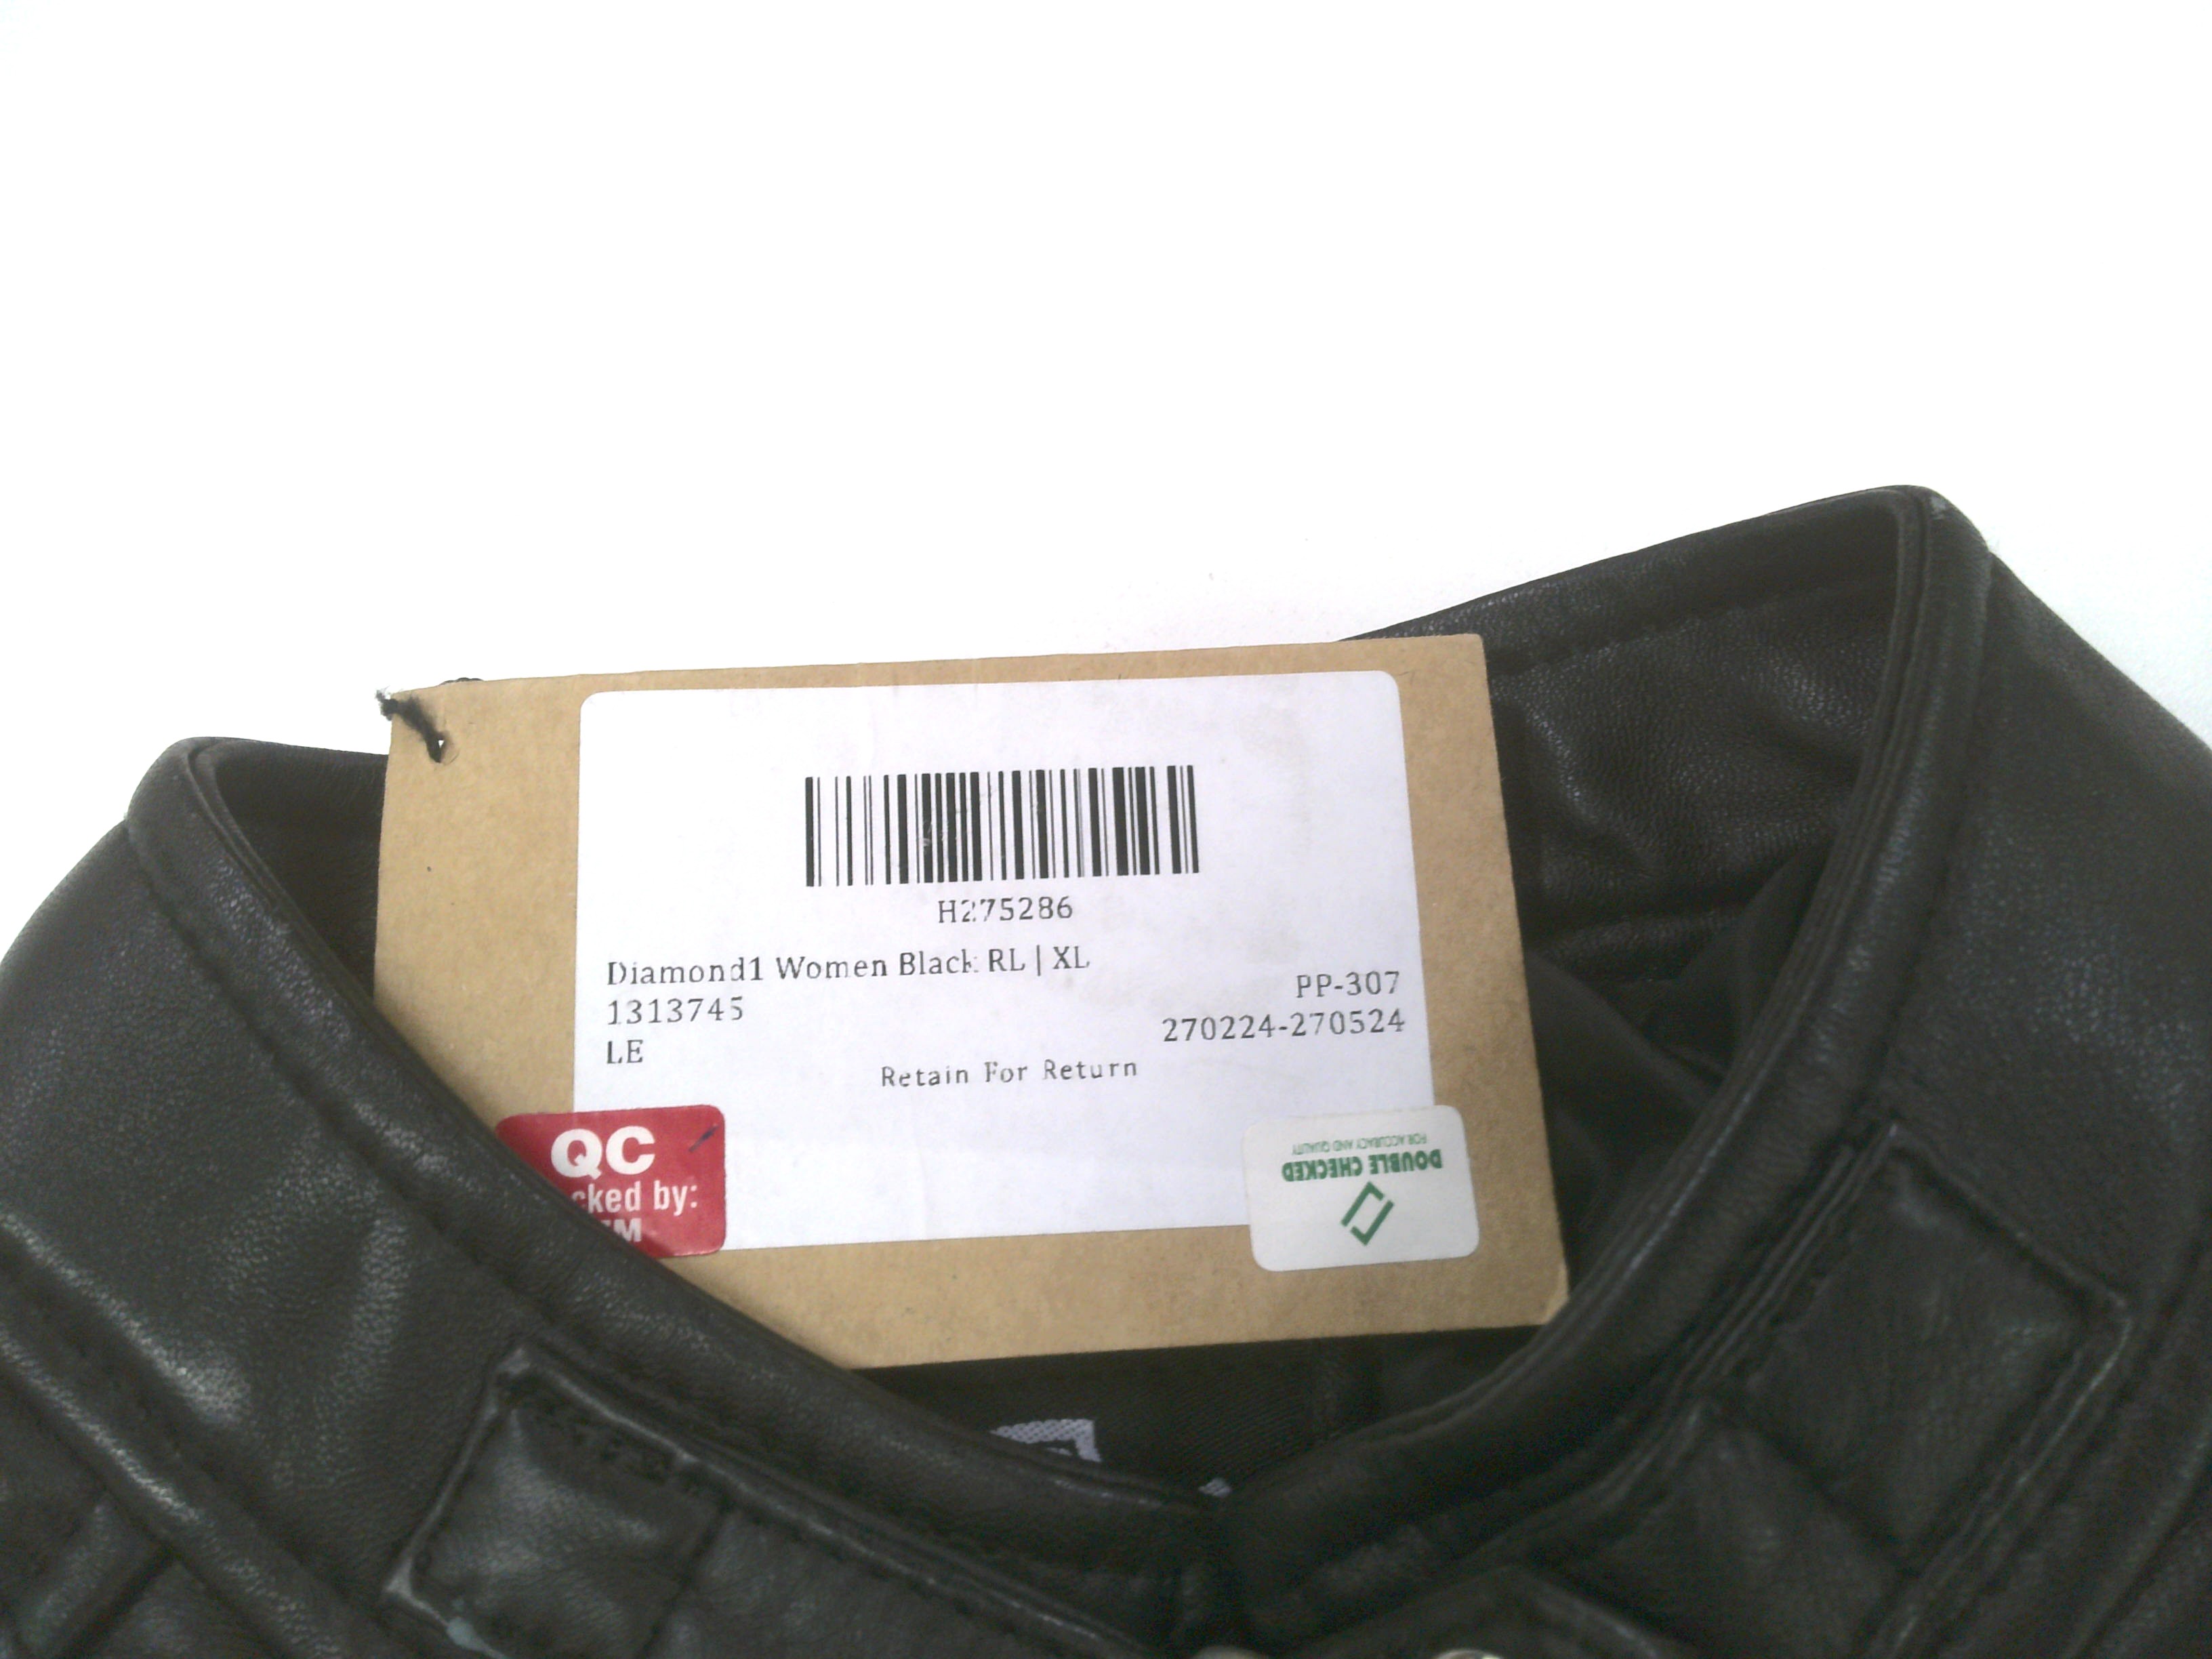 H275286
Diamond1 Women Black RL | XL
1313745
PP-307
LE
270224-270524
Retain For Return
QC
cked by:
DOUBLE CHECKED
FOR ACCURACY AND QUALITY